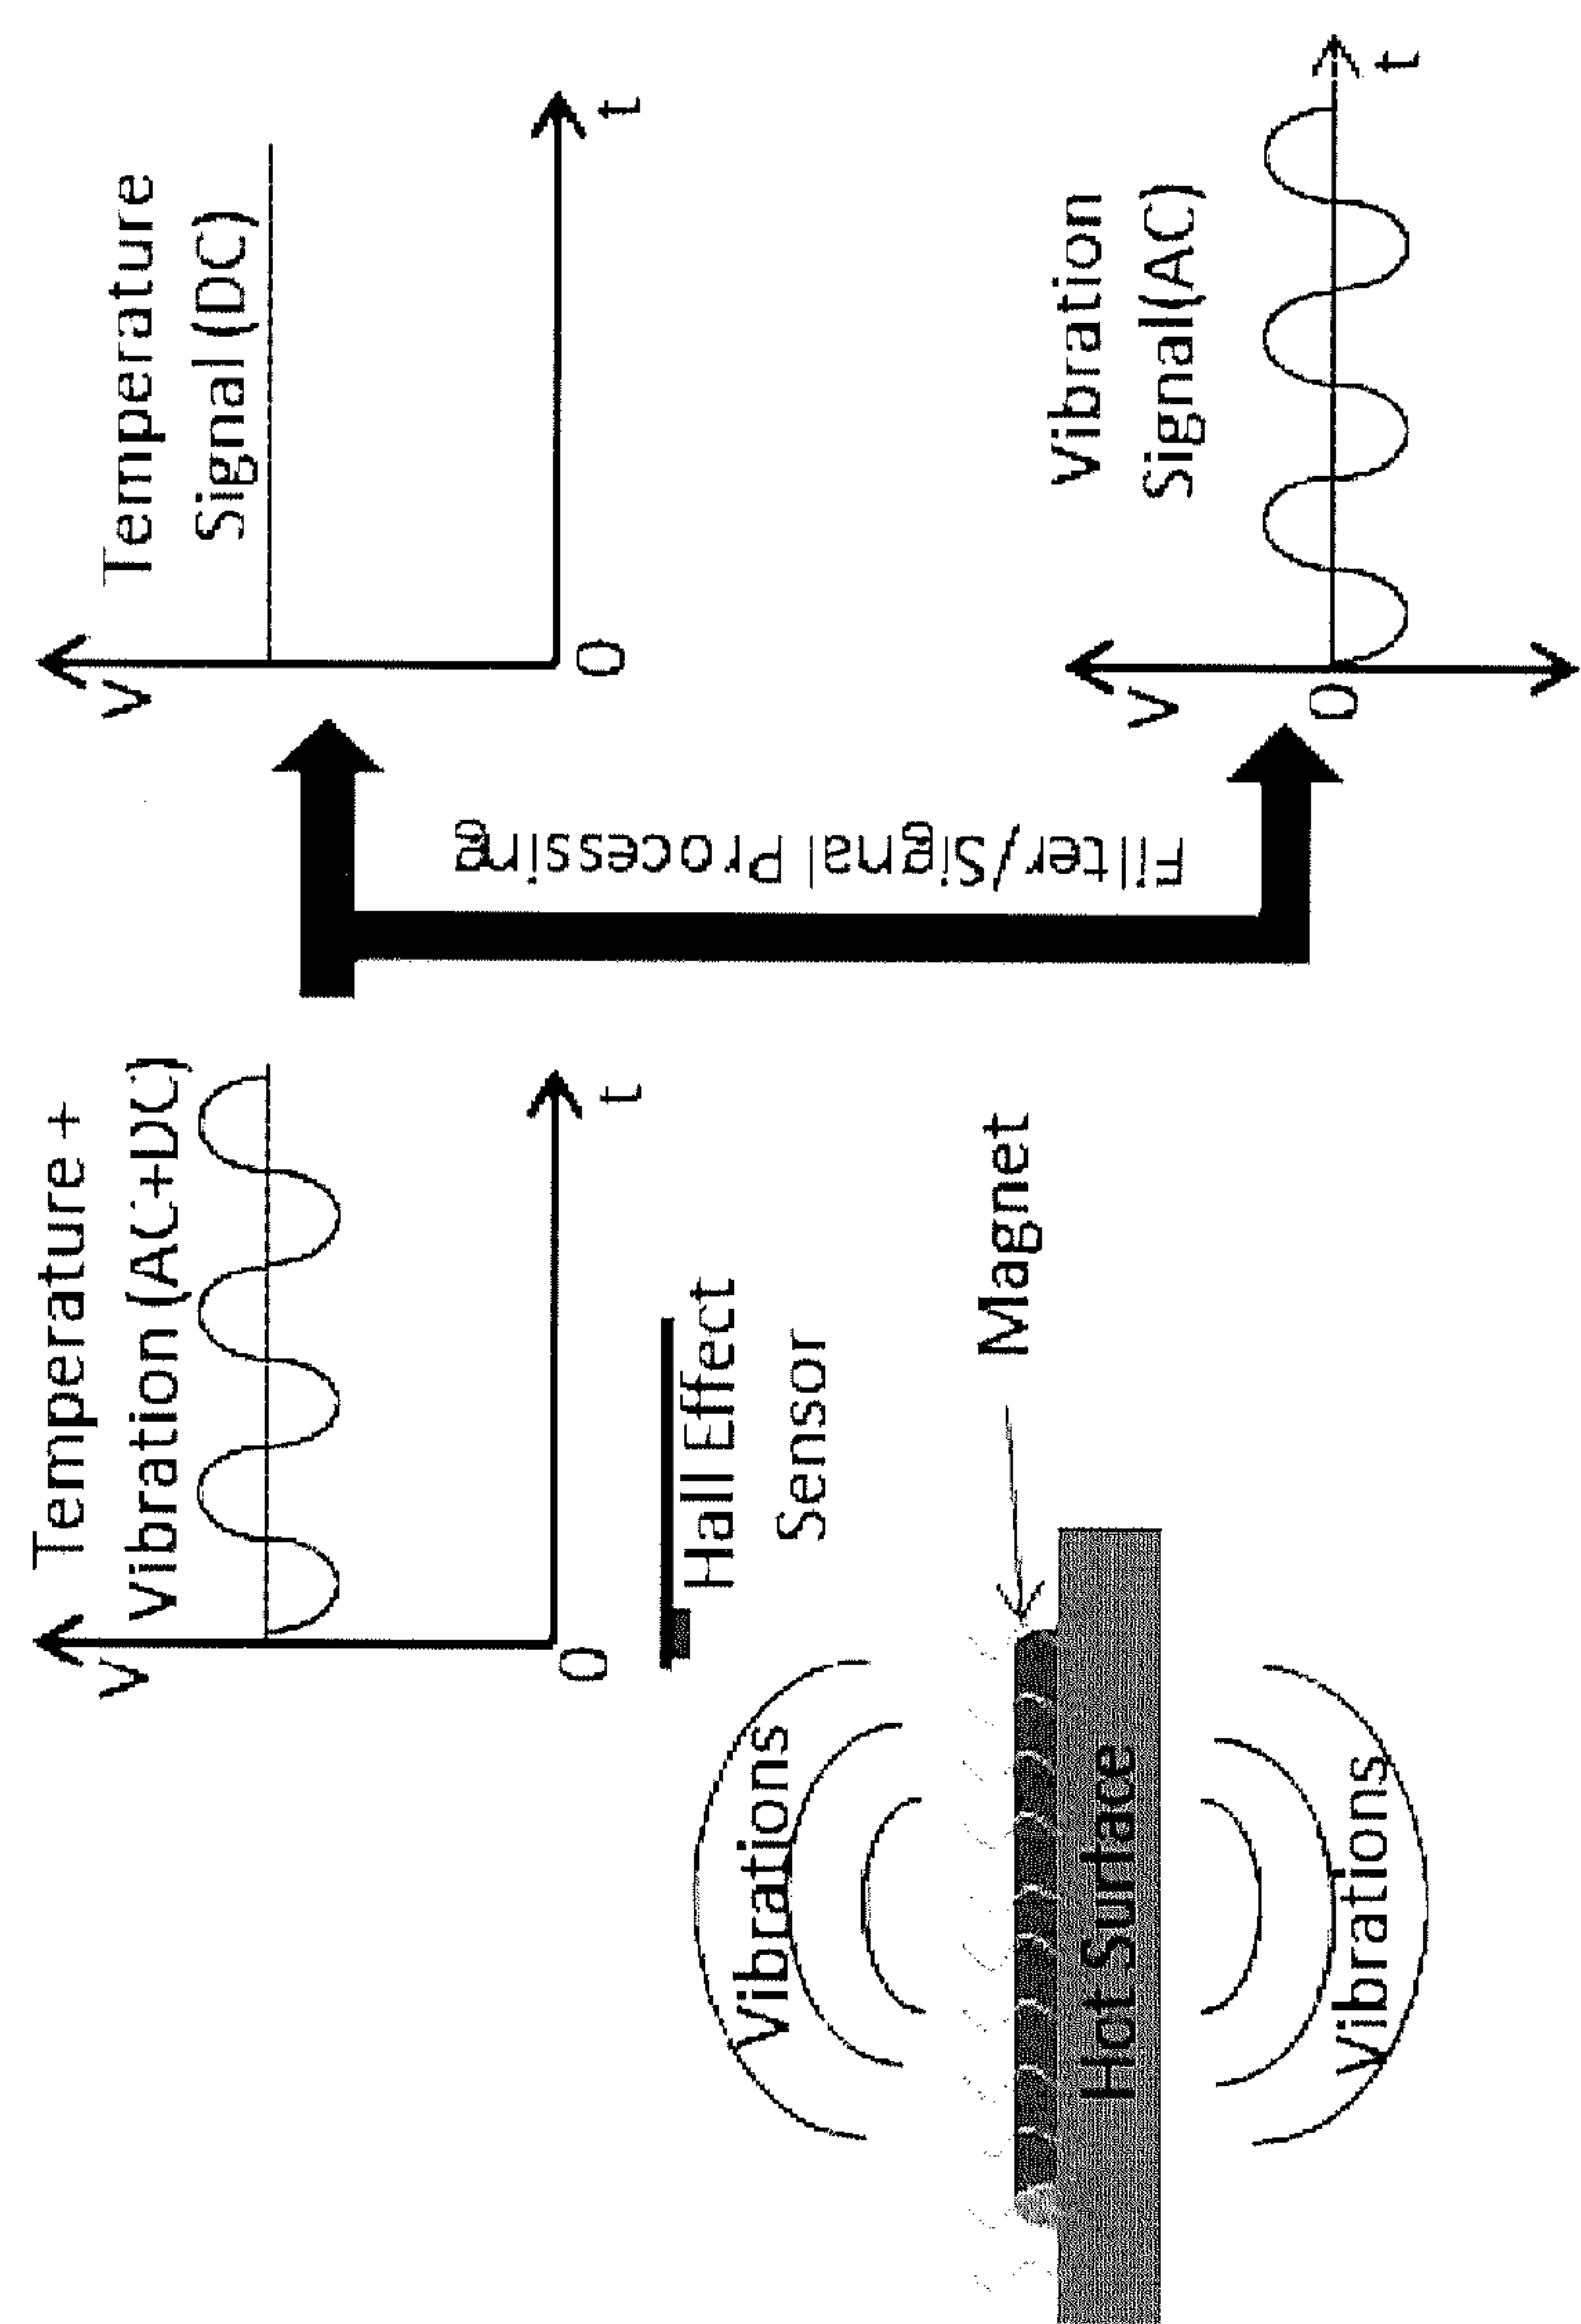 Temperature +
Vibration (AC+DC)
V
0
t
Hall Effect
Sensor
Vibrations
Magnet
Hot Surface
Vibrations
Filter/Signal Processing
Temperature
Signal (DC)
V
0
t
Vibration
Signal(AC)
V
0
t